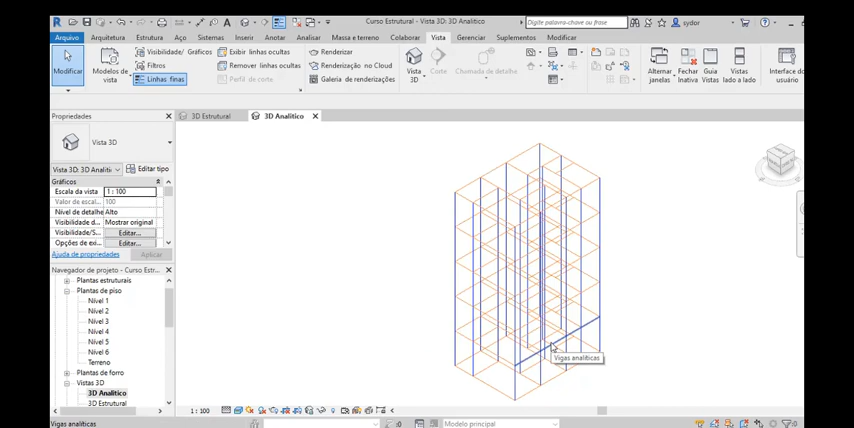 Curso Estrutural - Vista 3D: 3D Analítico
Digite palavra-chave ou frase
sydor
Arquivo Arquitetura Estrutura Aço Sistemas Inserir Anotar Analisar Massa e terreno Colaborar Vista Gerenciar Suplementos Modificar
Modificar
Modelos de vista
Visibilidade/ Gráficos
Filtros
Linhas finas
Exibir linhas ocultas
Remover linhas ocultas
Perfil de corte
Renderizar
Renderização no Cloud
Galeria de renderizações
Vista 3D
Corte
Chamada de detalhe
Alternar janelas
Fechar Inativa
Guia Vistas
Vistas lado a lado
Interface do usuário
Propriedades
3D Estrutural
3D Analítico
Vista 3D
Vista 3D: 3D Analíti
Editar tipo
Gráficos
Escala da vista 1 : 100
Valor de escal... 100
Nível de detalhe Alto
Visibilidade d... Mostrar original
Visibilidade/S... Editar...
Opções de exi... Editar...
Ajuda de propriedades
Aplicar
Navegador de projeto - Curso Estr...
Plantas estruturais
Plantas de piso
Nível 1
Nível 2
Nível 3
Nível 4
Nível 5
Nível 6
Terreno
Plantas de forro
Vistas 3D
3D Analítico
3D Estrutural
Vigas analíticas
1 : 100
Vigas analíticas
:0
Modelo principal
:0